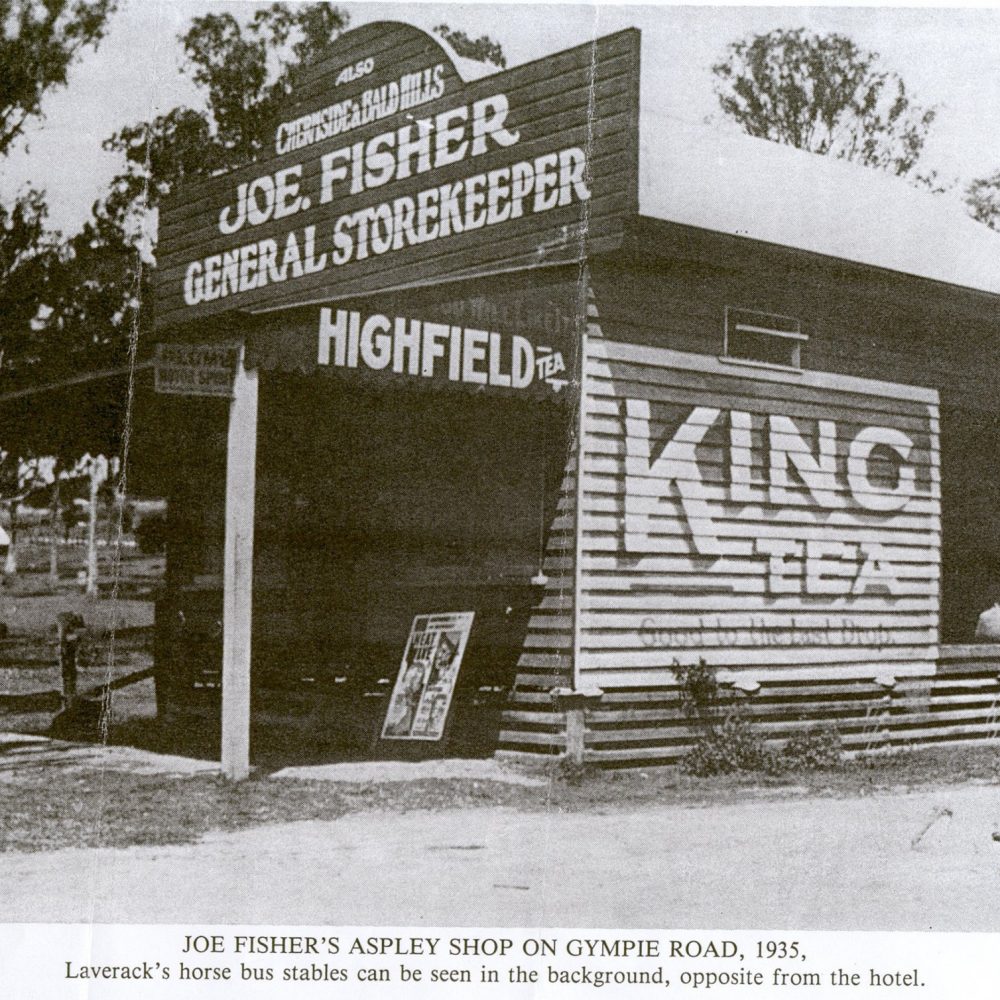 ALSO
CHERMSIDE & BALD HILLS
JOE. FISHER
GENERAL STOREKEEPER
HIGHFIELD TEA
KING
TEA
Good to the Last Drop.
HEAT
WAVE
JOE FISHER'S ASPLEY SHOP ON GYMPIE ROAD, 1935,
Laverack's horse bus stables can be seen in the background, opposite from the hotel.